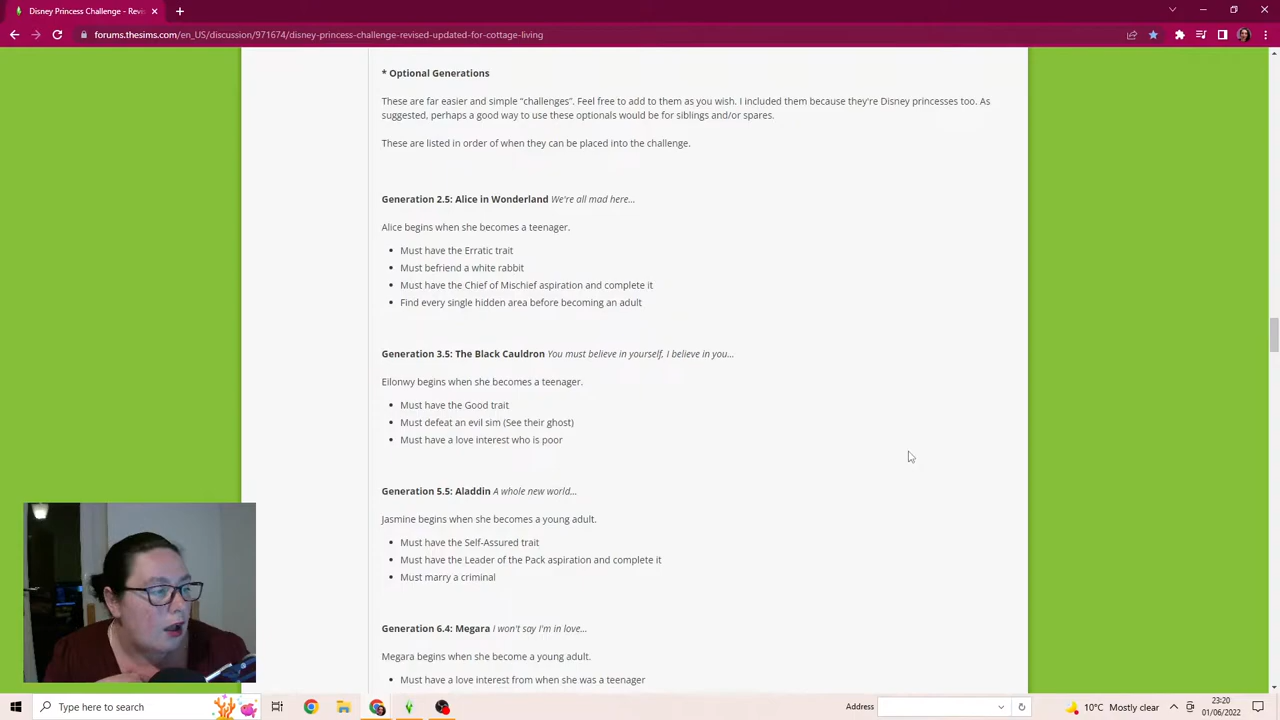 Disney Princess Challenge - Revis
forums.thesims.com/en_US/discussion/971674/disney-princess-challenge-revised-updated-for-cottage-living
* Optional Generations
These are far easier and simple “challenges”. Feel free to add to them as you wish. I included them because they're Disney princesses too. As
suggested, perhaps a good way to use these optionals would be for siblings and/or spares.
These are listed in order of when they can be placed into the challenge.
Generation 2.5: Alice in Wonderland We're all mad here...
Alice begins when she becomes a teenager.
• Must have the Erratic trait
• Must befriend a white rabbit
• Must have the Chief of Mischief aspiration and complete it
• Find every single hidden area before becoming an adult
Generation 3.5: The Black Cauldron You must believe in yourself, I believe in you...
Eilonwy begins when she becomes a teenager.
• Must have the Good trait
• Must defeat an evil sim (See their ghost)
• Must have a love interest who is poor
Generation 5.5: Aladdin A whole new world...
Jasmine begins when she becomes a young adult.
• Must have the Self-Assured trait
• Must have the Leader of the Pack aspiration and complete it
• Must marry a criminal
Generation 6.4: Megara I won't say I'm in love...
Megara begins when she become a young adult.
• Must have a love interest from when she was a teenager
Type here to search
Address
10°C Mostly clear
23:20
01/06/2022